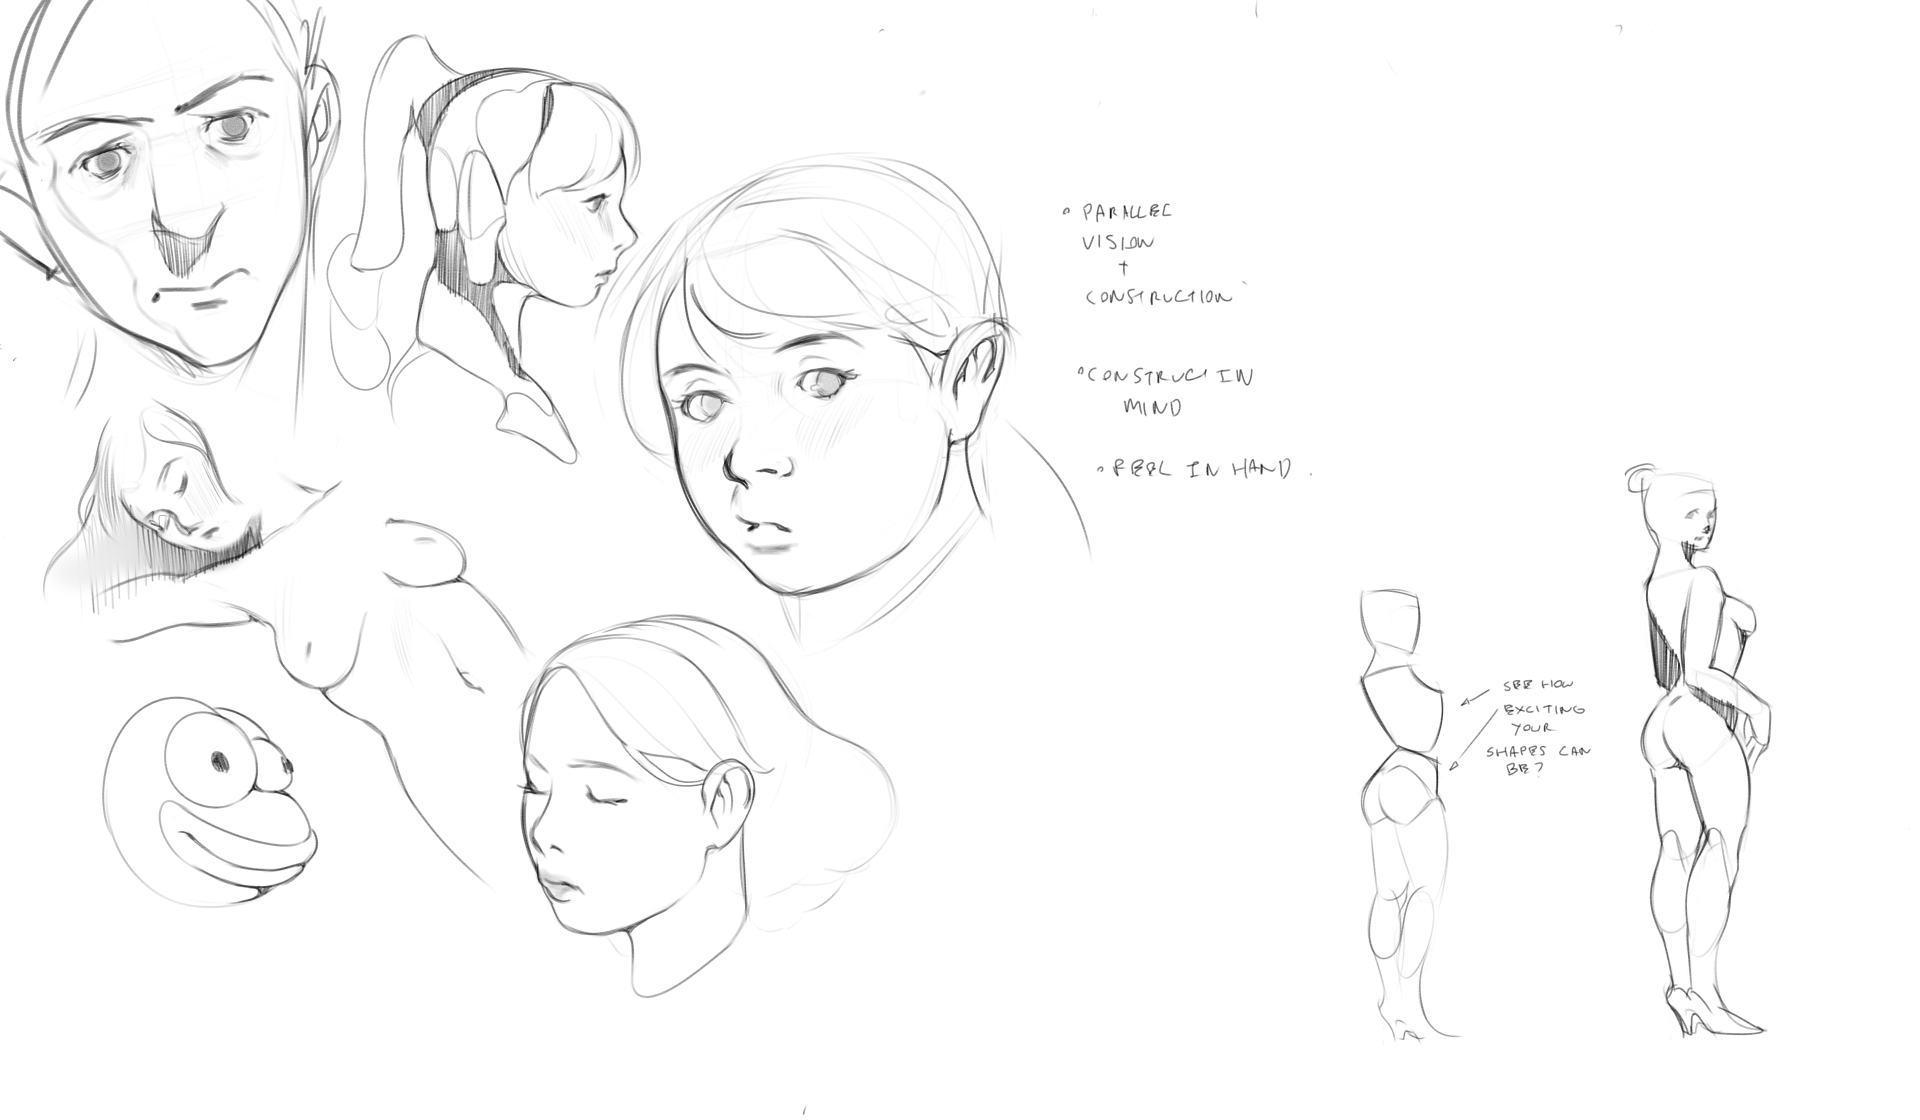 ° PARALLEL
VISION
+
CONSTRUCTION
° CONSTRUCT IN
MIND
° FEEL IN HAND.
SEE HOW
EXCITING
YOUR
SHAPES CAN
BE?